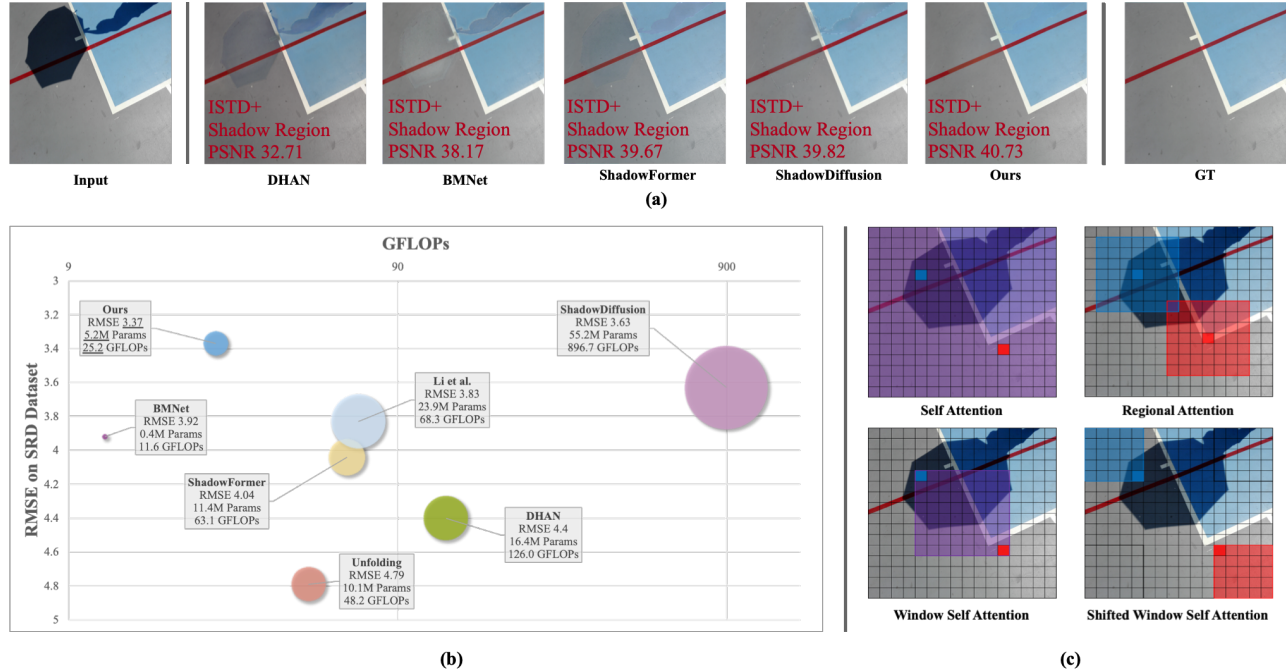 ISTD+
Shadow Region
PSNR 32.71
ISTD+
Shadow Region
PSNR 38.17
ISTD+
Shadow Region
PSNR 39.67
ISTD+
Shadow Region
PSNR 39.82
ISTD+
Shadow Region
PSNR 40.73
Input
DHAN
BMNet
ShadowFormer
ShadowDiffusion
Ours
GT
(a)
GFLOPs
9
90
900
RMSE on SRD Dataset
3
3.2
3.4
3.6
3.8
4
4.2
4.4
4.6
4.8
5
Ours
RMSE 3.37
5.2M Params
25.2 GFLOPs
ShadowDiffusion
RMSE 3.63
55.2M Params
896.7 GFLOPs
Li et al.
RMSE 3.83
23.9M Params
68.3 GFLOPs
BMNet
RMSE 3.92
0.4M Params
11.6 GFLOPs
ShadowFormer
RMSE 4.04
11.4M Params
63.1 GFLOPs
DHAN
RMSE 4.4
16.4M Params
126.0 GFLOPs
Unfolding
RMSE 4.79
10.1M Params
48.2 GFLOPs
(b)
Self Attention
Regional Attention
Window Self Attention
Shifted Window Self Attention
(c)